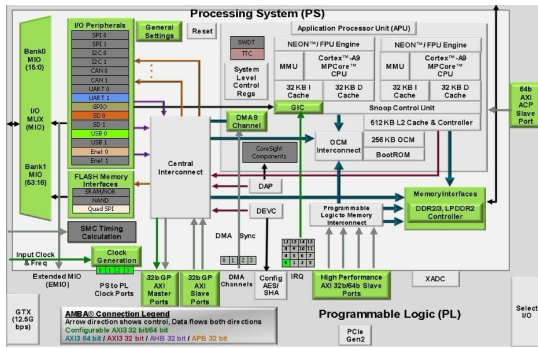 Processing System (PS)
Bank0
MIO
(15:0)
I/O
MUX (MIO)
Bank1
MIO
(53:16)
I/O Peripherals
SPI 0
SPI 1
I2C 0
I2C 1
CAN 0
CAN 1
UART 0
UART 1
GPIO
SD 0
SD 1
USB 0
USB 1
Enet 0
Enet 1
FLASH Memory
Interfaces
SRAM/NOR
NAND
Quad SPI
SMC Timing
Calculation
General
Settings
Reset
SWDT
TTC
System
Level
Control
Regs
Application Processor Unit (APU)
NEON™/FPU Engine
MMU
Cortex™-A9
MPCore™
CPU
32 KB I
Cache
32 KB D
Cache
NEON™/FPU Engine
MMU
Cortex™-A9
MPCore™
CPU
32 KB I
Cache
32 KB D
Cache
GIC
Snoop Control Unit
DMA8
Channel
512 KB L2 Cache & Controller
OCM
Interconnect
256 KB OCM
BootROM
64b
AXI
ACP
Slave
Port
Central
Interconnect
CoreSight
Components
DAP
DEVC
Programmable
Logic to Memory
Interconnect
Memory Interfaces
DDR2/3, LPDDR2
Controller
Input Clock
& Freq
Clock
Generation
0 1 2 3
DMA Sync
0 1 2 3
Extended MIO
(EMIO)
PS to PL
Clock Ports
32b GP
AXI
Master
Ports
32b GP
AXI
Slave
Ports
DMA
Channels
Config
AES/
SHA
IRQ
High Performance
AXI 32b/64b Slave
Ports
XADC
GTX
(12.5G
bps)
AMBA® Connection Legend
Arrow direction shows control, Data flows both directions
Configurable AXI3 32 bit/64 bit
AXI3 64 bit / AXI3 32 bit / AHB 32 bit / APB 32 bit
Programmable Logic (PL)
PCIe
Gen2
Select
I/O